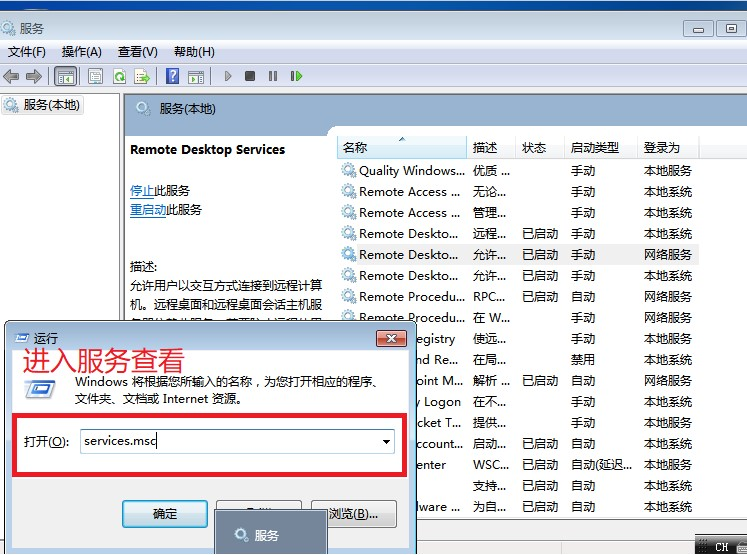 服务
文件(F) 操作(A) 查看(V) 帮助(H)
服务(本地)
服务(本地)
Remote Desktop Services
停止此服务
重启动此服务
描述:
允许用户以交互方式连接到远程计算
机。远程桌面和远程桌面会话主机服
名称 描述 状态 启动类型 登录为
Quality Windows... 优质 ... 手动 本地服务
Remote Access ... 无论... 手动 本地系统
Remote Access ... 管理... 手动 本地系统
Remote Deskto... 远程... 已启动 手动 本地系统
Remote Deskto... 允许... 已启动 手动 网络服务
Remote Deskto... 允许... 已启动 手动 本地系统
Remote Procedu... RPC... 已启动 自动 网络服务
Remote Procedu... 在 W... 手动 网络服务
egistry 使远... 手动 本地服务
nd Re... 在局... 禁用 本地系统
oint M... 解析 ... 已启动 自动 网络服务
y Logon 在不... 手动 本地系统
cket T... 提供... 手动 本地服务
ccount... 启动... 已启动 自动 本地系统
enter WSC... 已启动 自动(延迟... 本地服务
支持... 已启动 自动 本地系统
dware ... 为自... 已启动 自动 本地系统
运行
进入服务查看
Windows 将根据您所输入的名称，为您打开相应的程序、
文件夹、文档或 Internet 资源。
打开(O): services.msc
确定 浏览(B)...
服务
CH